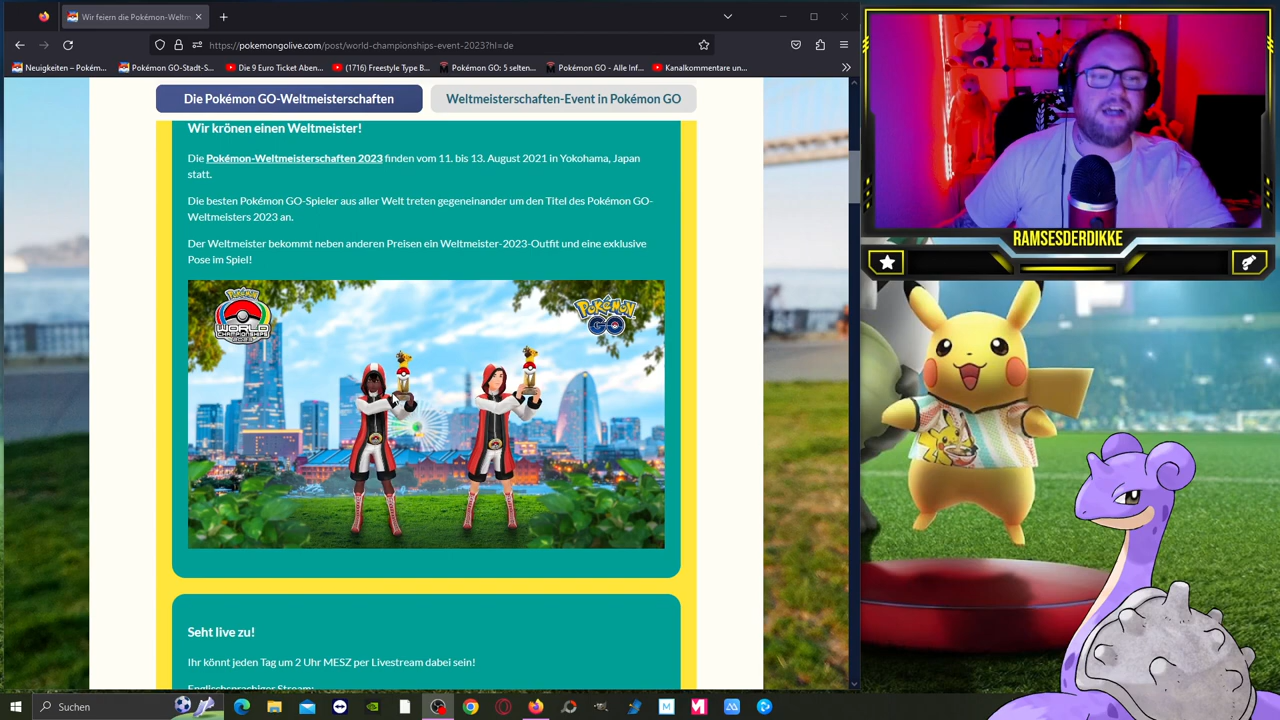 Wir feiern die Pokémon-Weltm
https://pokemongolive.com/post/world-championships-event-2023?hl=de
Neuigkeiten – Pokém...
Pokémon GO-Stadt-S...
Die 9 Euro Ticket Aben...
(1716) Freestyle Type B...
Pokémon GO: 5 selten...
Pokémon GO - Alle Inf...
Kanalkommentare un...
Die Pokémon GO-Weltmeisterschaften
Weltmeisterschaften-Event in Pokémon GO
Wir krönen einen Weltmeister!
Die Pokémon-Weltmeisterschaften 2023 finden vom 11. bis 13. August 2021 in Yokohama, Japan
statt.
Die besten Pokémon GO-Spieler aus aller Welt treten gegeneinander um den Titel des Pokémon GO-
Weltmeisters 2023 an.
Der Weltmeister bekommt neben anderen Preisen ein Weltmeister-2023-Outfit und eine exklusive
Pose im Spiel!
POKÉMON
WORLD
CHAMPIONSHIPS
2023
POKÉMON
GO
RAMSESDERDIKKE
Seht live zu!
Ihr könnt jeden Tag um 2 Uhr MESZ per Livestream dabei sein!
Englischsprachiger Stream:
Suchen